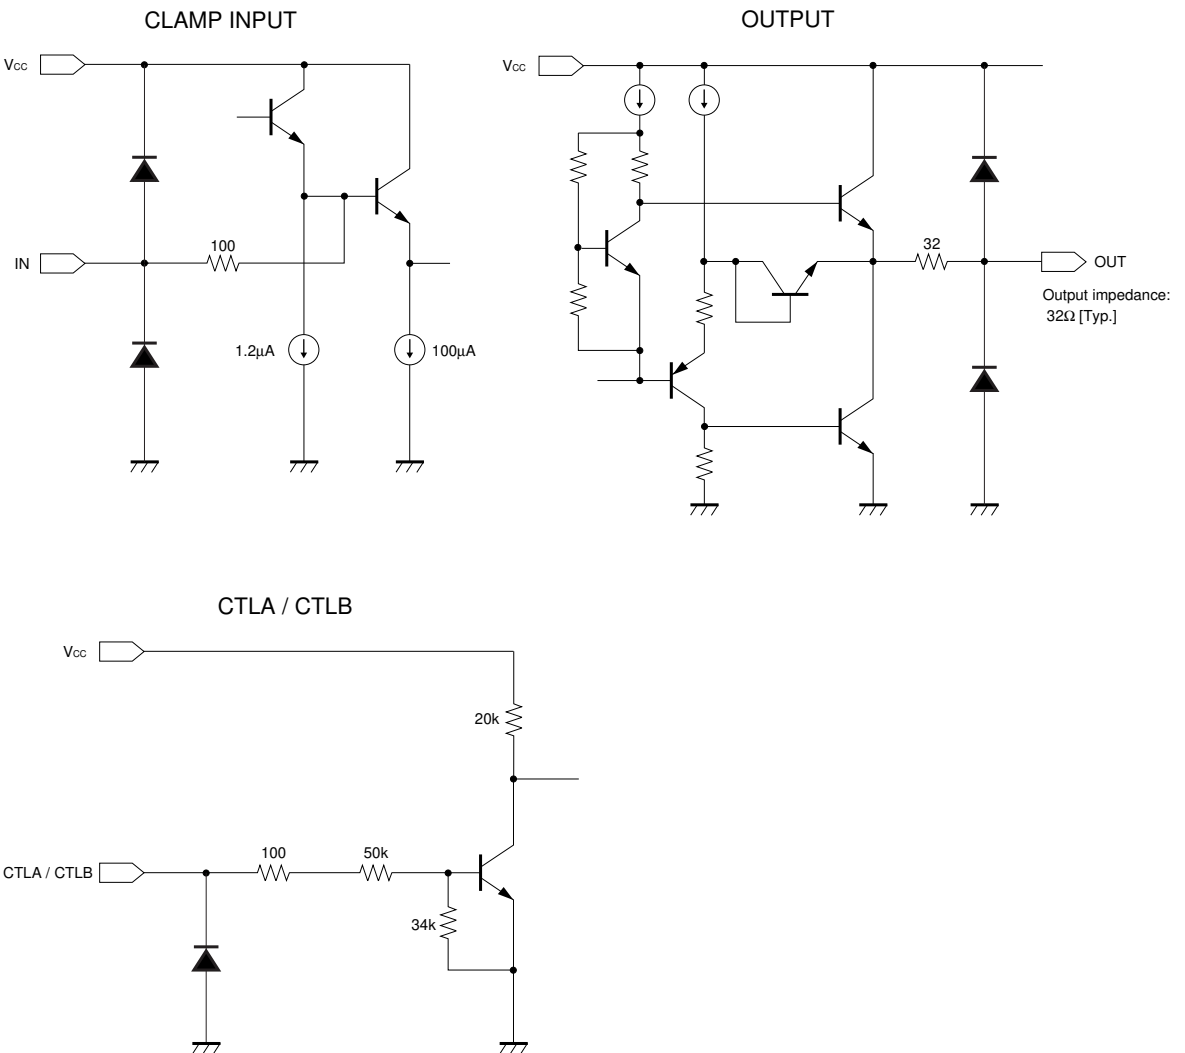 CLAMP INPUT
OUTPUT
Vcc
Vcc
100
IN
32
OUT
Output impedance:
32Ω [Typ.]
1.2μA
100μA
CTLA / CTLB
Vcc
20k
CTLA / CTLB
100
50k
34k